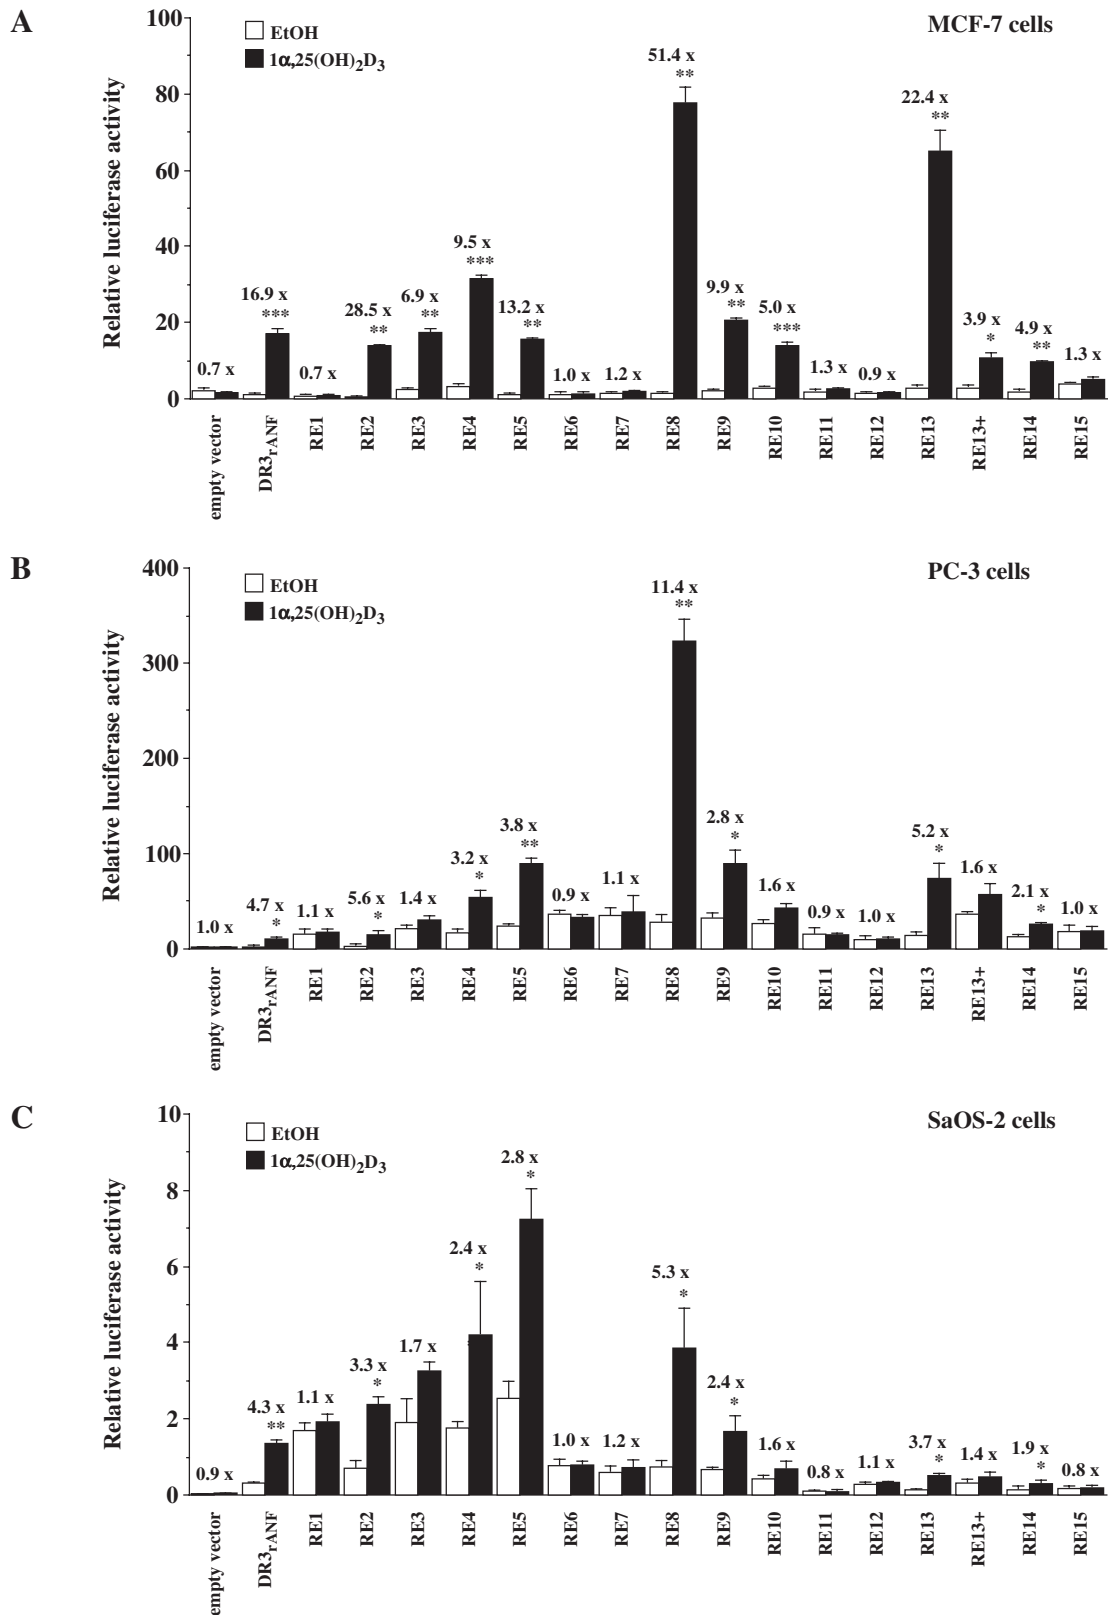 A
MCF-7 cells
EtOH
1α,25(OH)2D3
Relative luciferase activity
100
80
60
40
20
0
0.7 x
16.9 x
***
0.7 x
28.5 x
**
6.9 x
**
9.5 x
***
13.2 x
**
1.0 x
1.2 x
51.4 x
**
9.9 x
**
5.0 x
***
1.3 x
0.9 x
22.4 x
**
3.9 x
*
4.9 x
**
1.3 x
empty vector
DR3rANF
RE1
RE2
RE3
RE4
RE5
RE6
RE7
RE8
RE9
RE10
RE11
RE12
RE13
RE13+
RE14
RE15
B
PC-3 cells
EtOH
1α,25(OH)2D3
Relative luciferase activity
400
300
200
100
0
1.0 x
4.7 x
*
1.1 x
5.6 x
*
1.4 x
3.2 x
*
3.8 x
**
0.9 x
1.1 x
11.4 x
**
2.8 x
*
1.6 x
0.9 x
1.0 x
5.2 x
*
1.6 x
2.1 x
*
1.0 x
empty vector
DR3rANF
RE1
RE2
RE3
RE4
RE5
RE6
RE7
RE8
RE9
RE10
RE11
RE12
RE13
RE13+
RE14
RE15
C
SaOS-2 cells
EtOH
1α,25(OH)2D3
Relative luciferase activity
10
8
6
4
2
0
0.9 x
4.3 x
**
1.1 x
3.3 x
*
1.7 x
2.4 x
*
2.8 x
*
1.0 x
1.2 x
5.3 x
*
2.4 x
*
1.6 x
0.8 x
1.1 x
3.7 x
*
1.4 x
1.9 x
*
0.8 x
empty vector
DR3rANF
RE1
RE2
RE3
RE4
RE5
RE6
RE7
RE8
RE9
RE10
RE11
RE12
RE13
RE13+
RE14
RE15